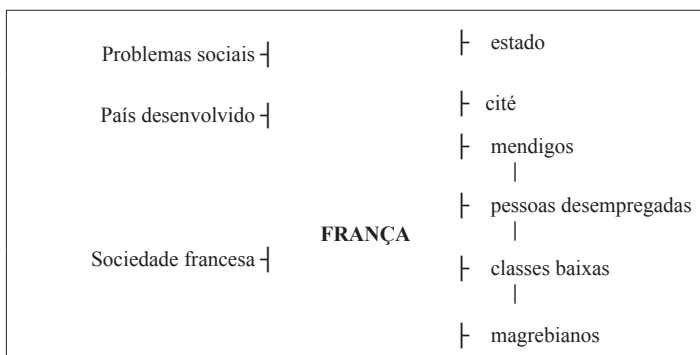 Problemas sociais
País desenvolvido
Sociedade francesa
FRANÇA
estado
cité
mendigos
pessoas desempregadas
classes baixas
magrebianos